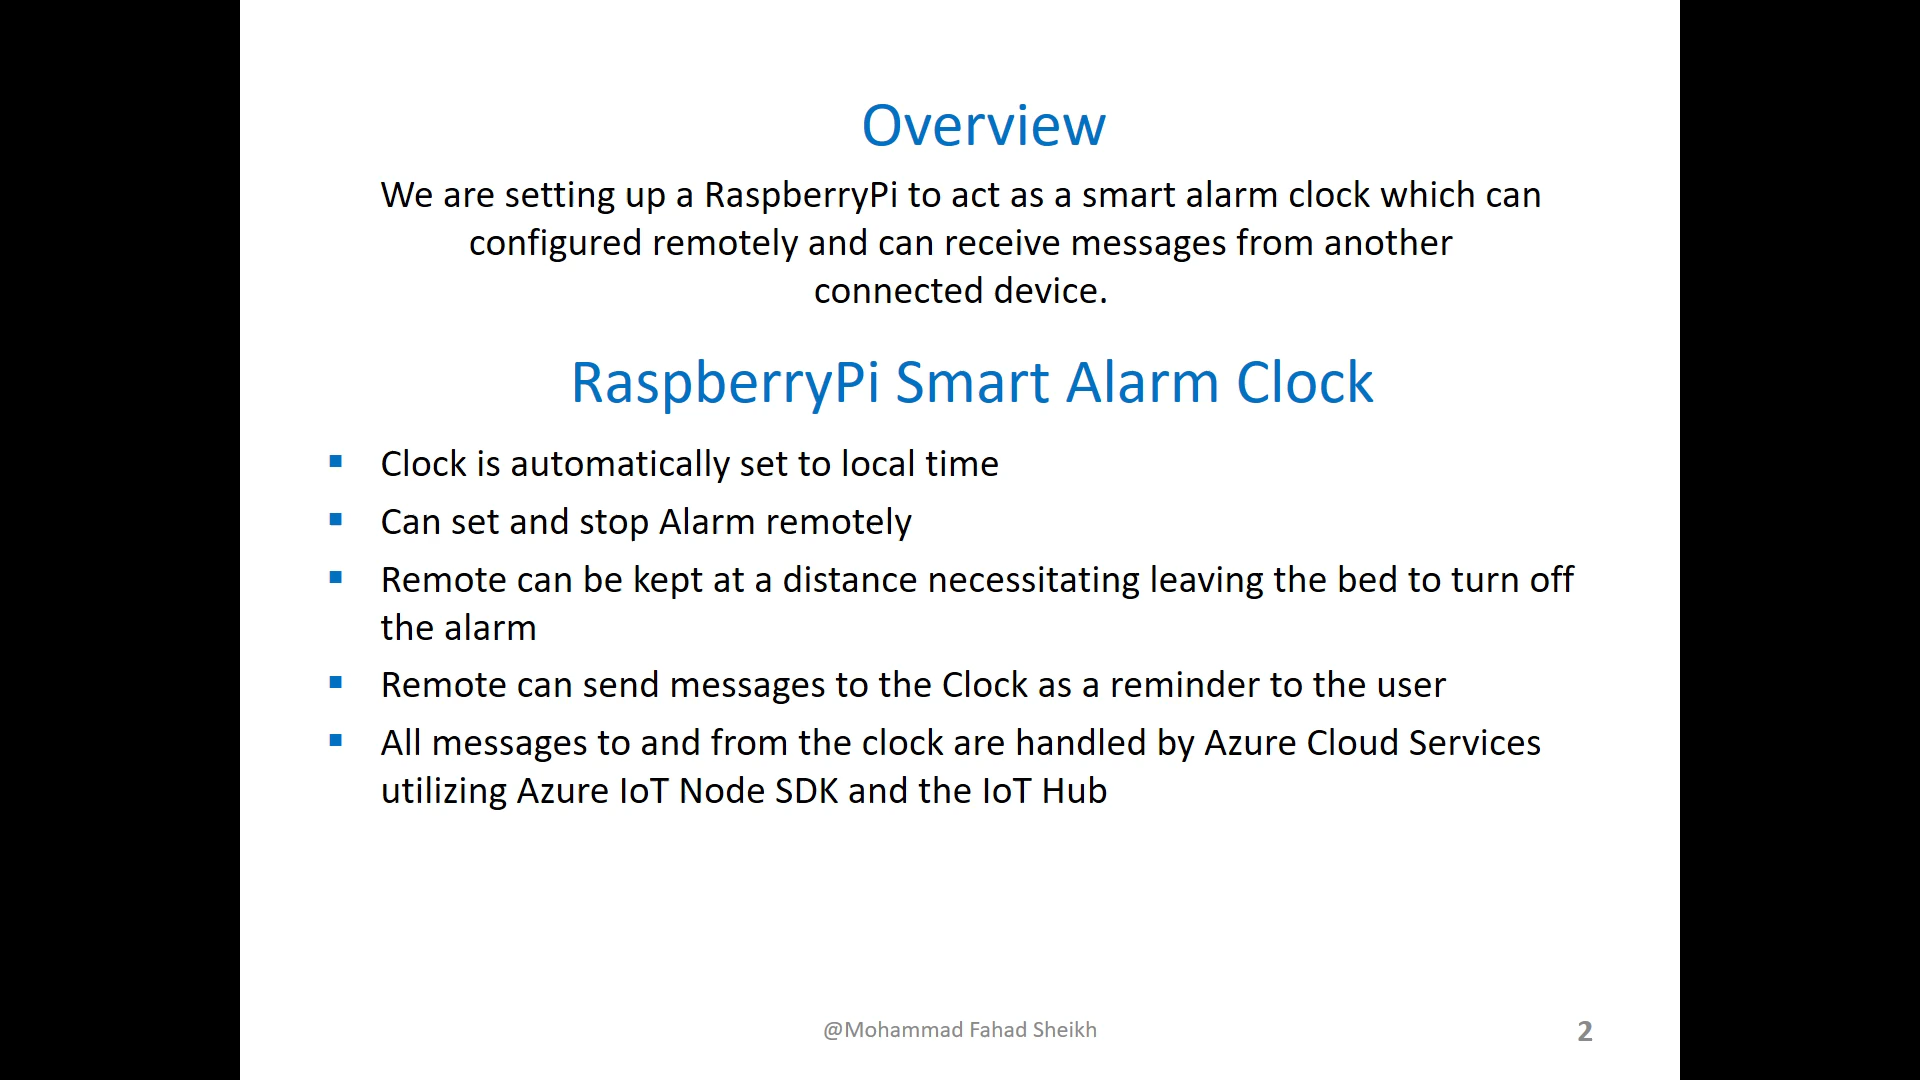 Overview
We are setting up a RaspberryPi to act as a smart alarm clock which can
configured remotely and can receive messages from another
connected device.
RaspberryPi Smart Alarm Clock
▪ Clock is automatically set to local time
▪ Can set and stop Alarm remotely
▪ Remote can be kept at a distance necessitating leaving the bed to turn off
the alarm
▪ Remote can send messages to the Clock as a reminder to the user
▪ All messages to and from the clock are handled by Azure Cloud Services
utilizing Azure IoT Node SDK and the IoT Hub
@Mohammad Fahad Sheikh
2